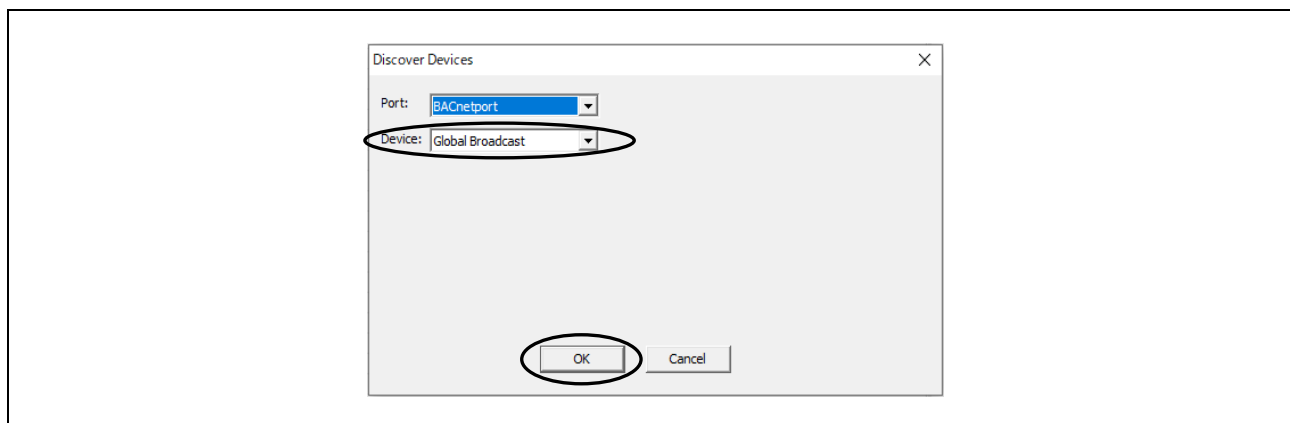 Discover Devices
Port: BACnetport
Device: Global Broadcast
OK Cancel